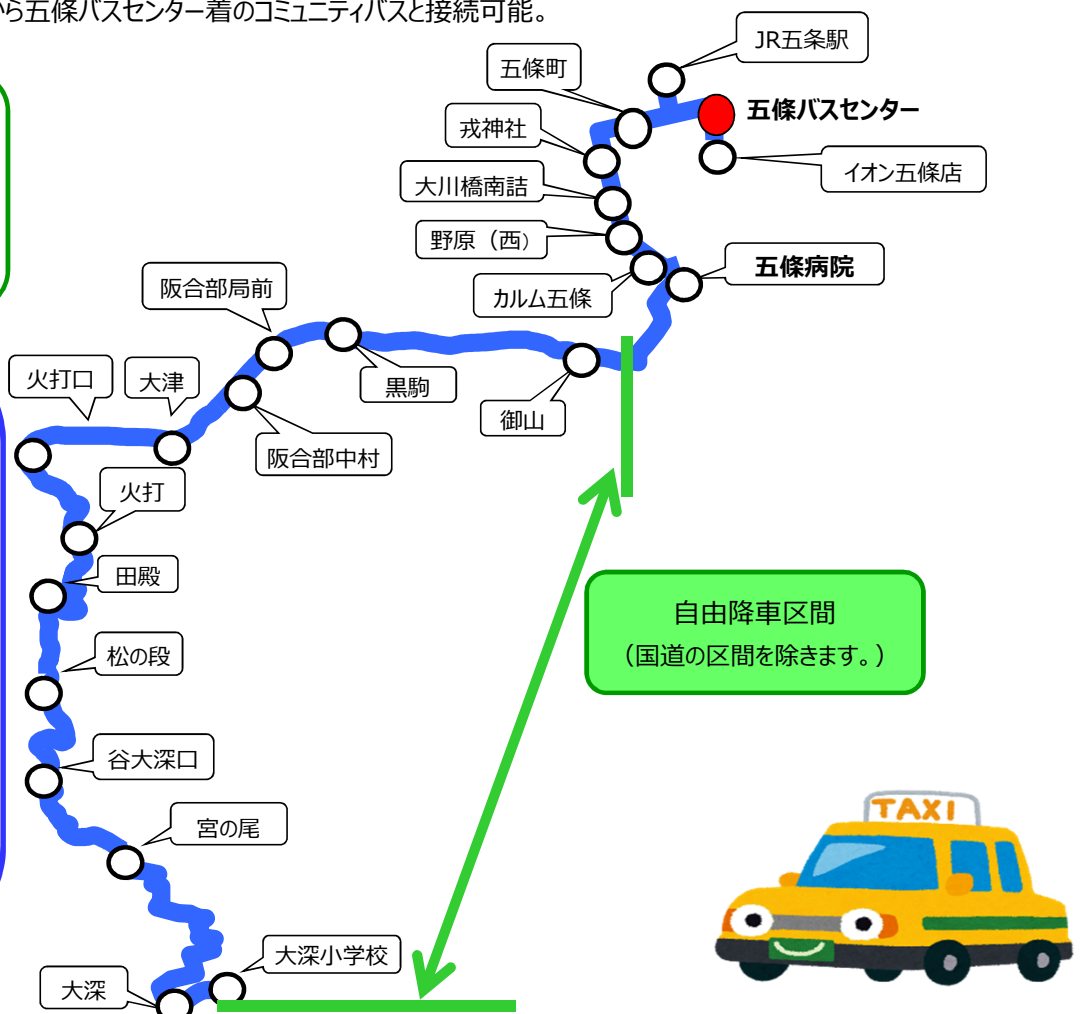 から五條バスセンター着のコミュニティバスと接続可能。
JR五条駅
五條町
五條バスセンター
戎神社
イオン五條店
大川橋南詰
野原（西）
五條病院
カルム五條
阪合部局前
黒駒
火打口
大津
御山
阪合部中村
火打
田殿
自由降車区間
（国道の区間を除きます。）
松の段
谷大深口
宮の尾
TAXI
大深小学校
大深